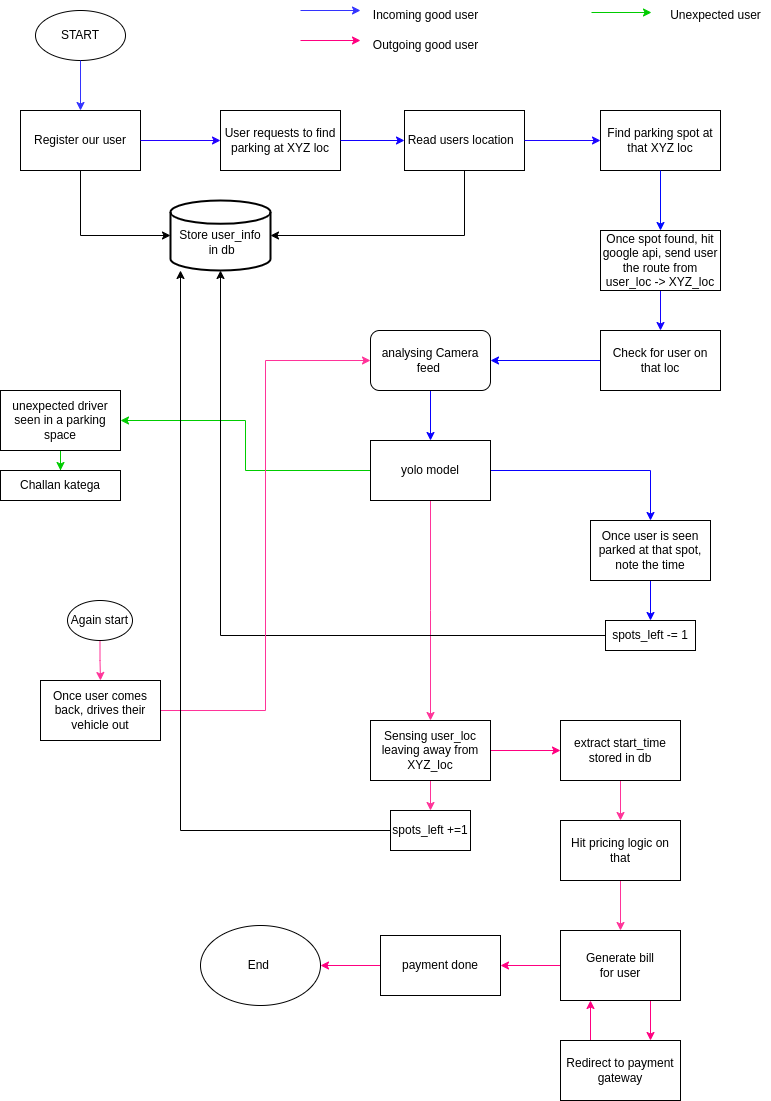 START
Incoming good user
Outgoing good user
Unexpected user
Register our user
User requests to find
parking at XYZ loc
Read users location
Find parking spot at
that XYZ loc
Store user_info
in db
Once spot found, hit
google api, send user
the route from
user_loc -> XYZ_loc
analysing Camera
feed
Check for user on
that loc
unexpected driver
seen in a parking
space
yolo model
Challan katega
Once user is seen
parked at that spot,
note the time
Again start
spots_left -= 1
Once user comes
back, drives their
vehicle out
Sensing user_loc
leaving away from
XYZ_loc
extract start_time
stored in db
spots_left +=1
Hit pricing logic on
that
End
payment done
Generate bill
for user
Redirect to payment
gateway